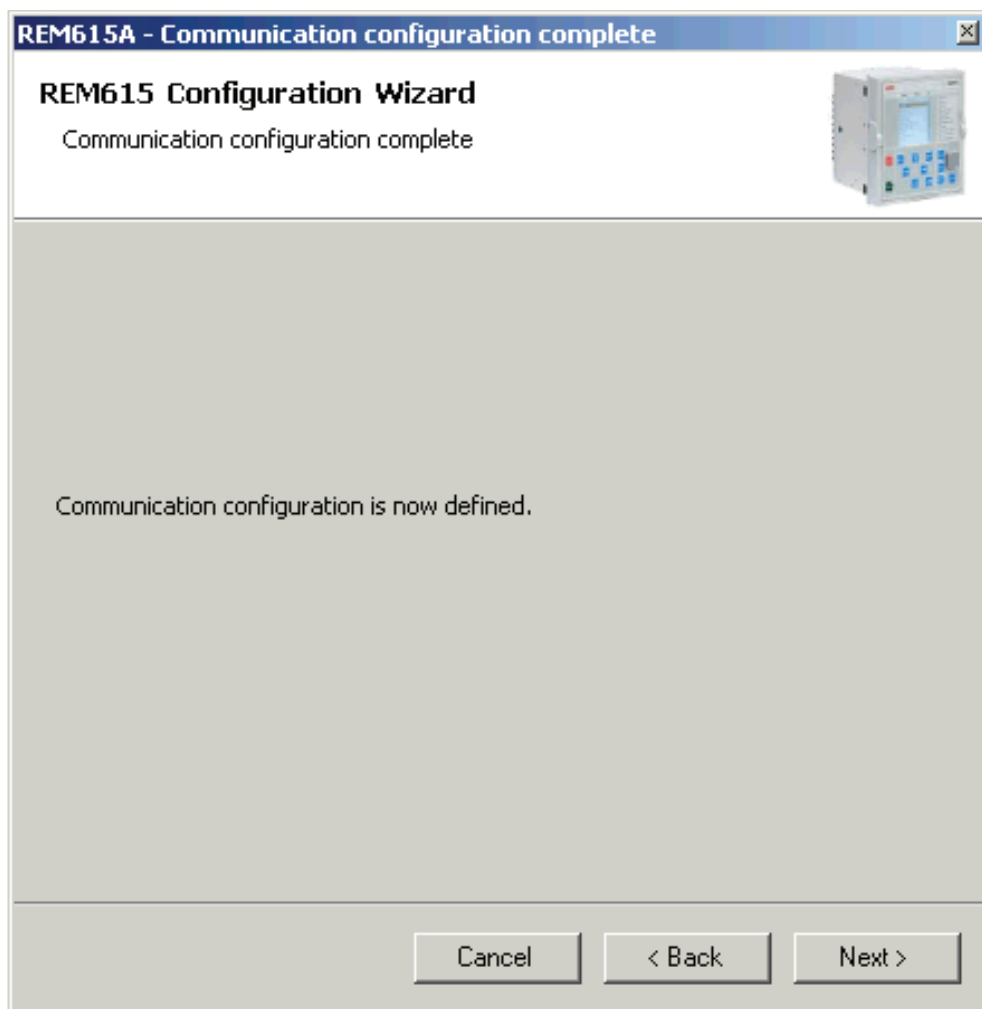 REM615A - Communication configuration complete
REM615 Configuration Wizard
Communication configuration complete
Communication configuration is now defined.
Cancel
< Back
Next >